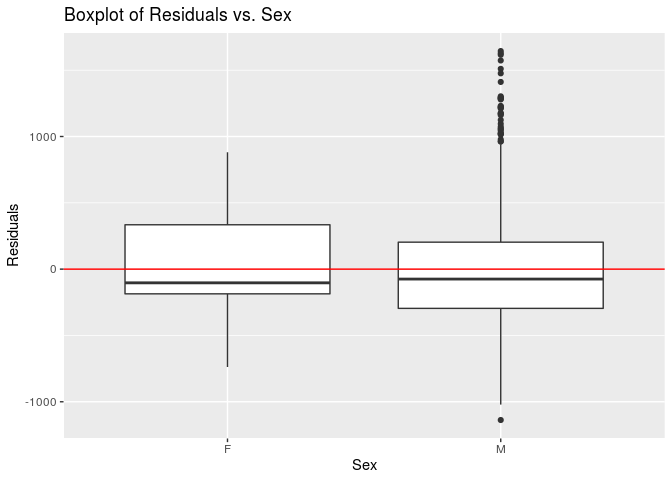 Boxplot of Residuals vs. Sex
Residuals
1000
0
-1000
F
M
Sex